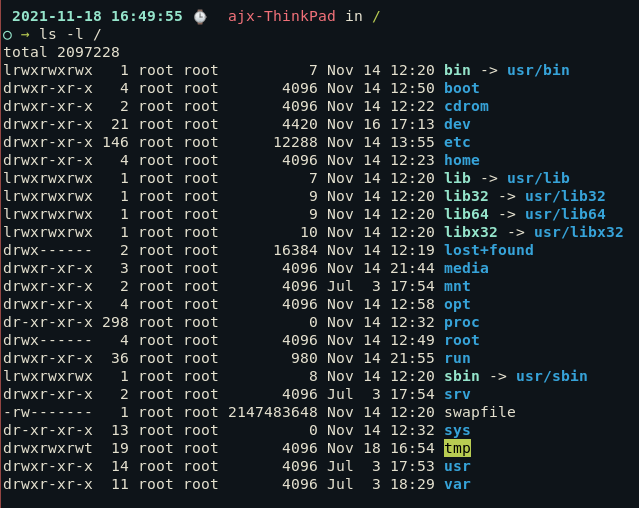 2021-11-18 16:49:55 ⌚ ajx-ThinkPad in /
○ → ls -l /
total 2097228
lrwxrwxrwx   1 root root          7 Nov 14 12:20 bin -> usr/bin
drwxr-xr-x   4 root root       4096 Nov 14 12:50 boot
drwxr-xr-x   2 root root       4096 Nov 14 12:22 cdrom
drwxr-xr-x  21 root root       4420 Nov 16 17:13 dev
drwxr-xr-x 146 root root      12288 Nov 14 13:55 etc
drwxr-xr-x   4 root root       4096 Nov 14 12:23 home
lrwxrwxrwx   1 root root          7 Nov 14 12:20 lib -> usr/lib
lrwxrwxrwx   1 root root          9 Nov 14 12:20 lib32 -> usr/lib32
lrwxrwxrwx   1 root root          9 Nov 14 12:20 lib64 -> usr/lib64
lrwxrwxrwx   1 root root         10 Nov 14 12:20 libx32 -> usr/libx32
drwx------   2 root root      16384 Nov 14 12:19 lost+found
drwxr-xr-x   3 root root       4096 Nov 14 21:44 media
drwxr-xr-x   2 root root       4096 Jul  3 17:54 mnt
drwxr-xr-x   4 root root       4096 Nov 14 12:58 opt
dr-xr-xr-x 298 root root          0 Nov 14 12:32 proc
drwx------   4 root root       4096 Nov 14 12:49 root
drwxr-xr-x  36 root root        980 Nov 14 21:55 run
lrwxrwxrwx   1 root root          8 Nov 14 12:20 sbin -> usr/sbin
drwxr-xr-x   2 root root       4096 Jul  3 17:54 srv
-rw-------   1 root root 2147483648 Nov 14 12:20 swapfile
dr-xr-xr-x  13 root root          0 Nov 14 12:32 sys
drwxrwxrwt  19 root root       4096 Nov 18 16:54 tmp
drwxr-xr-x  14 root root       4096 Jul  3 17:53 usr
drwxr-xr-x  11 root root       4096 Jul  3 18:29 var